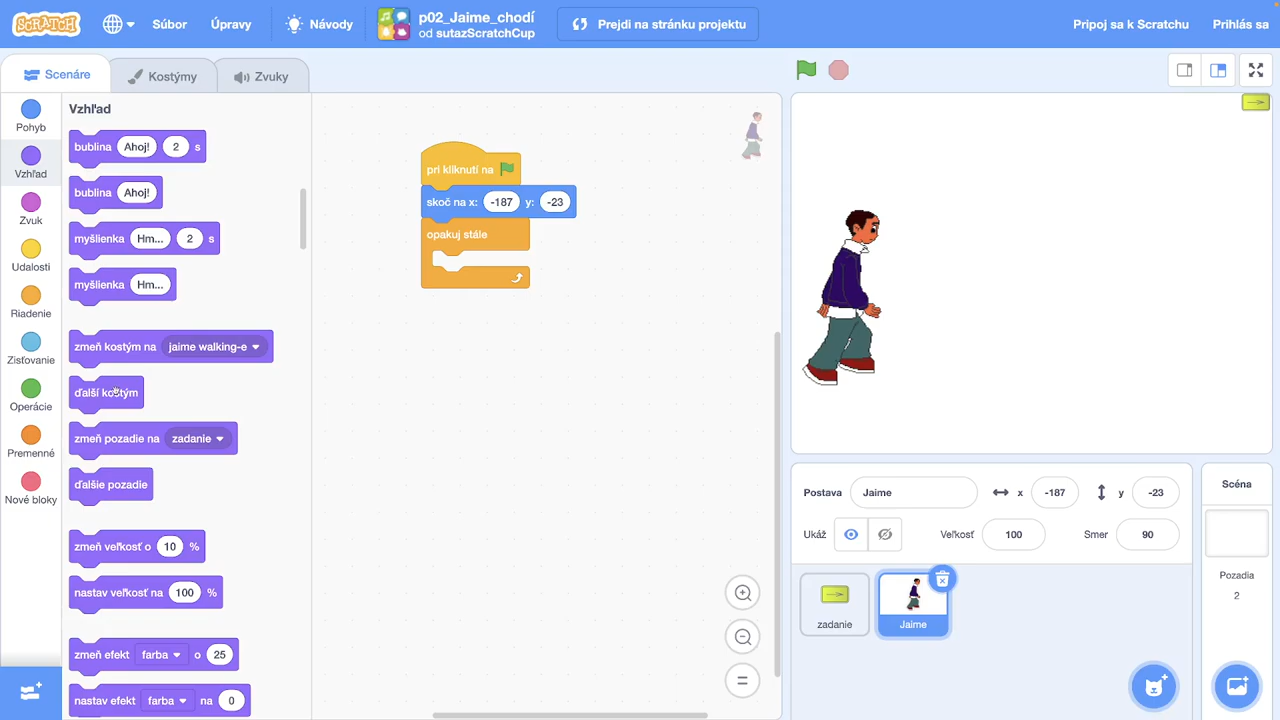 SCRATCH
Súbor
Úpravy
Návody
p02_Jaime_chodí
od sutazScratchCup
Prejdi na stránku projektu
Pripoj sa k Scratchu
Prihlás sa
Scenáre
Kostýmy
Zvuky
Pohyb
Vzhľad
Zvuk
Udalosti
Riadenie
Zisťovanie
Operácie
Premenné
Nové bloky
Vzhľad
bublina Ahoj! 2 s
bublina Ahoj!
myšlienka Hm... 2 s
myšlienka Hm...
zmeň kostým na jaime walking-e
ďalší kostým
zmeň pozadie na zadanie
ďalšie pozadie
zmeň veľkosť o 10 %
nastav veľkosť na 100 %
zmeň efekt farba o 25
nastav efekt farba na 0
pri kliknutí na
skoč na x: -187 y: -23
opakuj stále
Postava Jaime x -187 y -23
Ukáž Veľkosť 100 Smer 90
zadanie
Jaime
Scéna
Pozadia
2